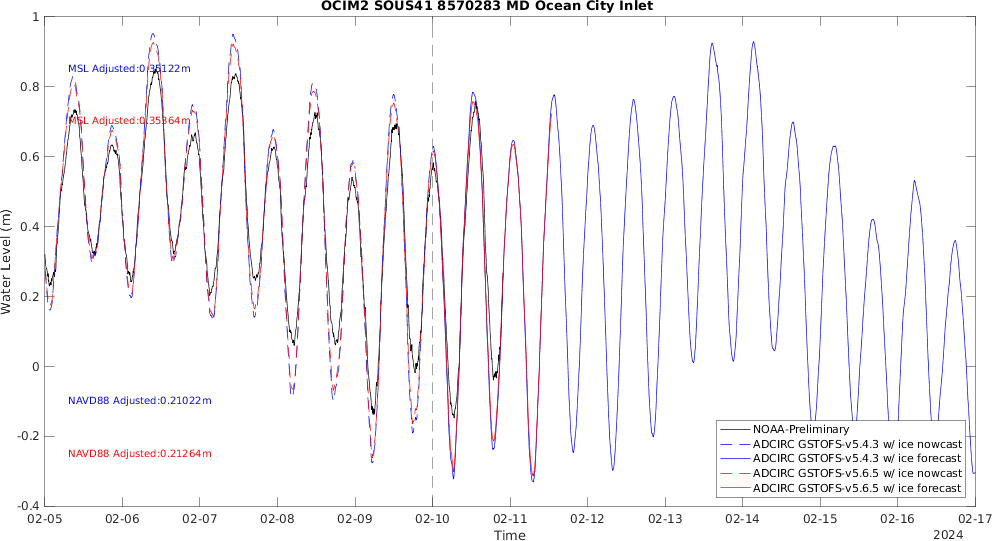 OCIM2 SOUS41 8570283 MD Ocean City Inlet
Water Level (m)
1
0.8
0.6
0.4
0.2
0
-0.2
-0.4
MSL Adjusted:0.35122m
MSL Adjusted:0.35364m
NAVD88 Adjusted:0.21022m
NAVD88 Adjusted:0.21264m
NOAA-Preliminary
ADCIRC GSTOFS-v5.4.3 w/ ice nowcast
ADCIRC GSTOFS-v5.4.3 w/ ice forecast
ADCIRC GSTOFS-v5.6.5 w/ ice nowcast
ADCIRC GSTOFS-v5.6.5 w/ ice forecast
02-05 02-06 02-07 02-08 02-09 02-10 02-11 02-12 02-13 02-14 02-15 02-16 02-17
Time
2024